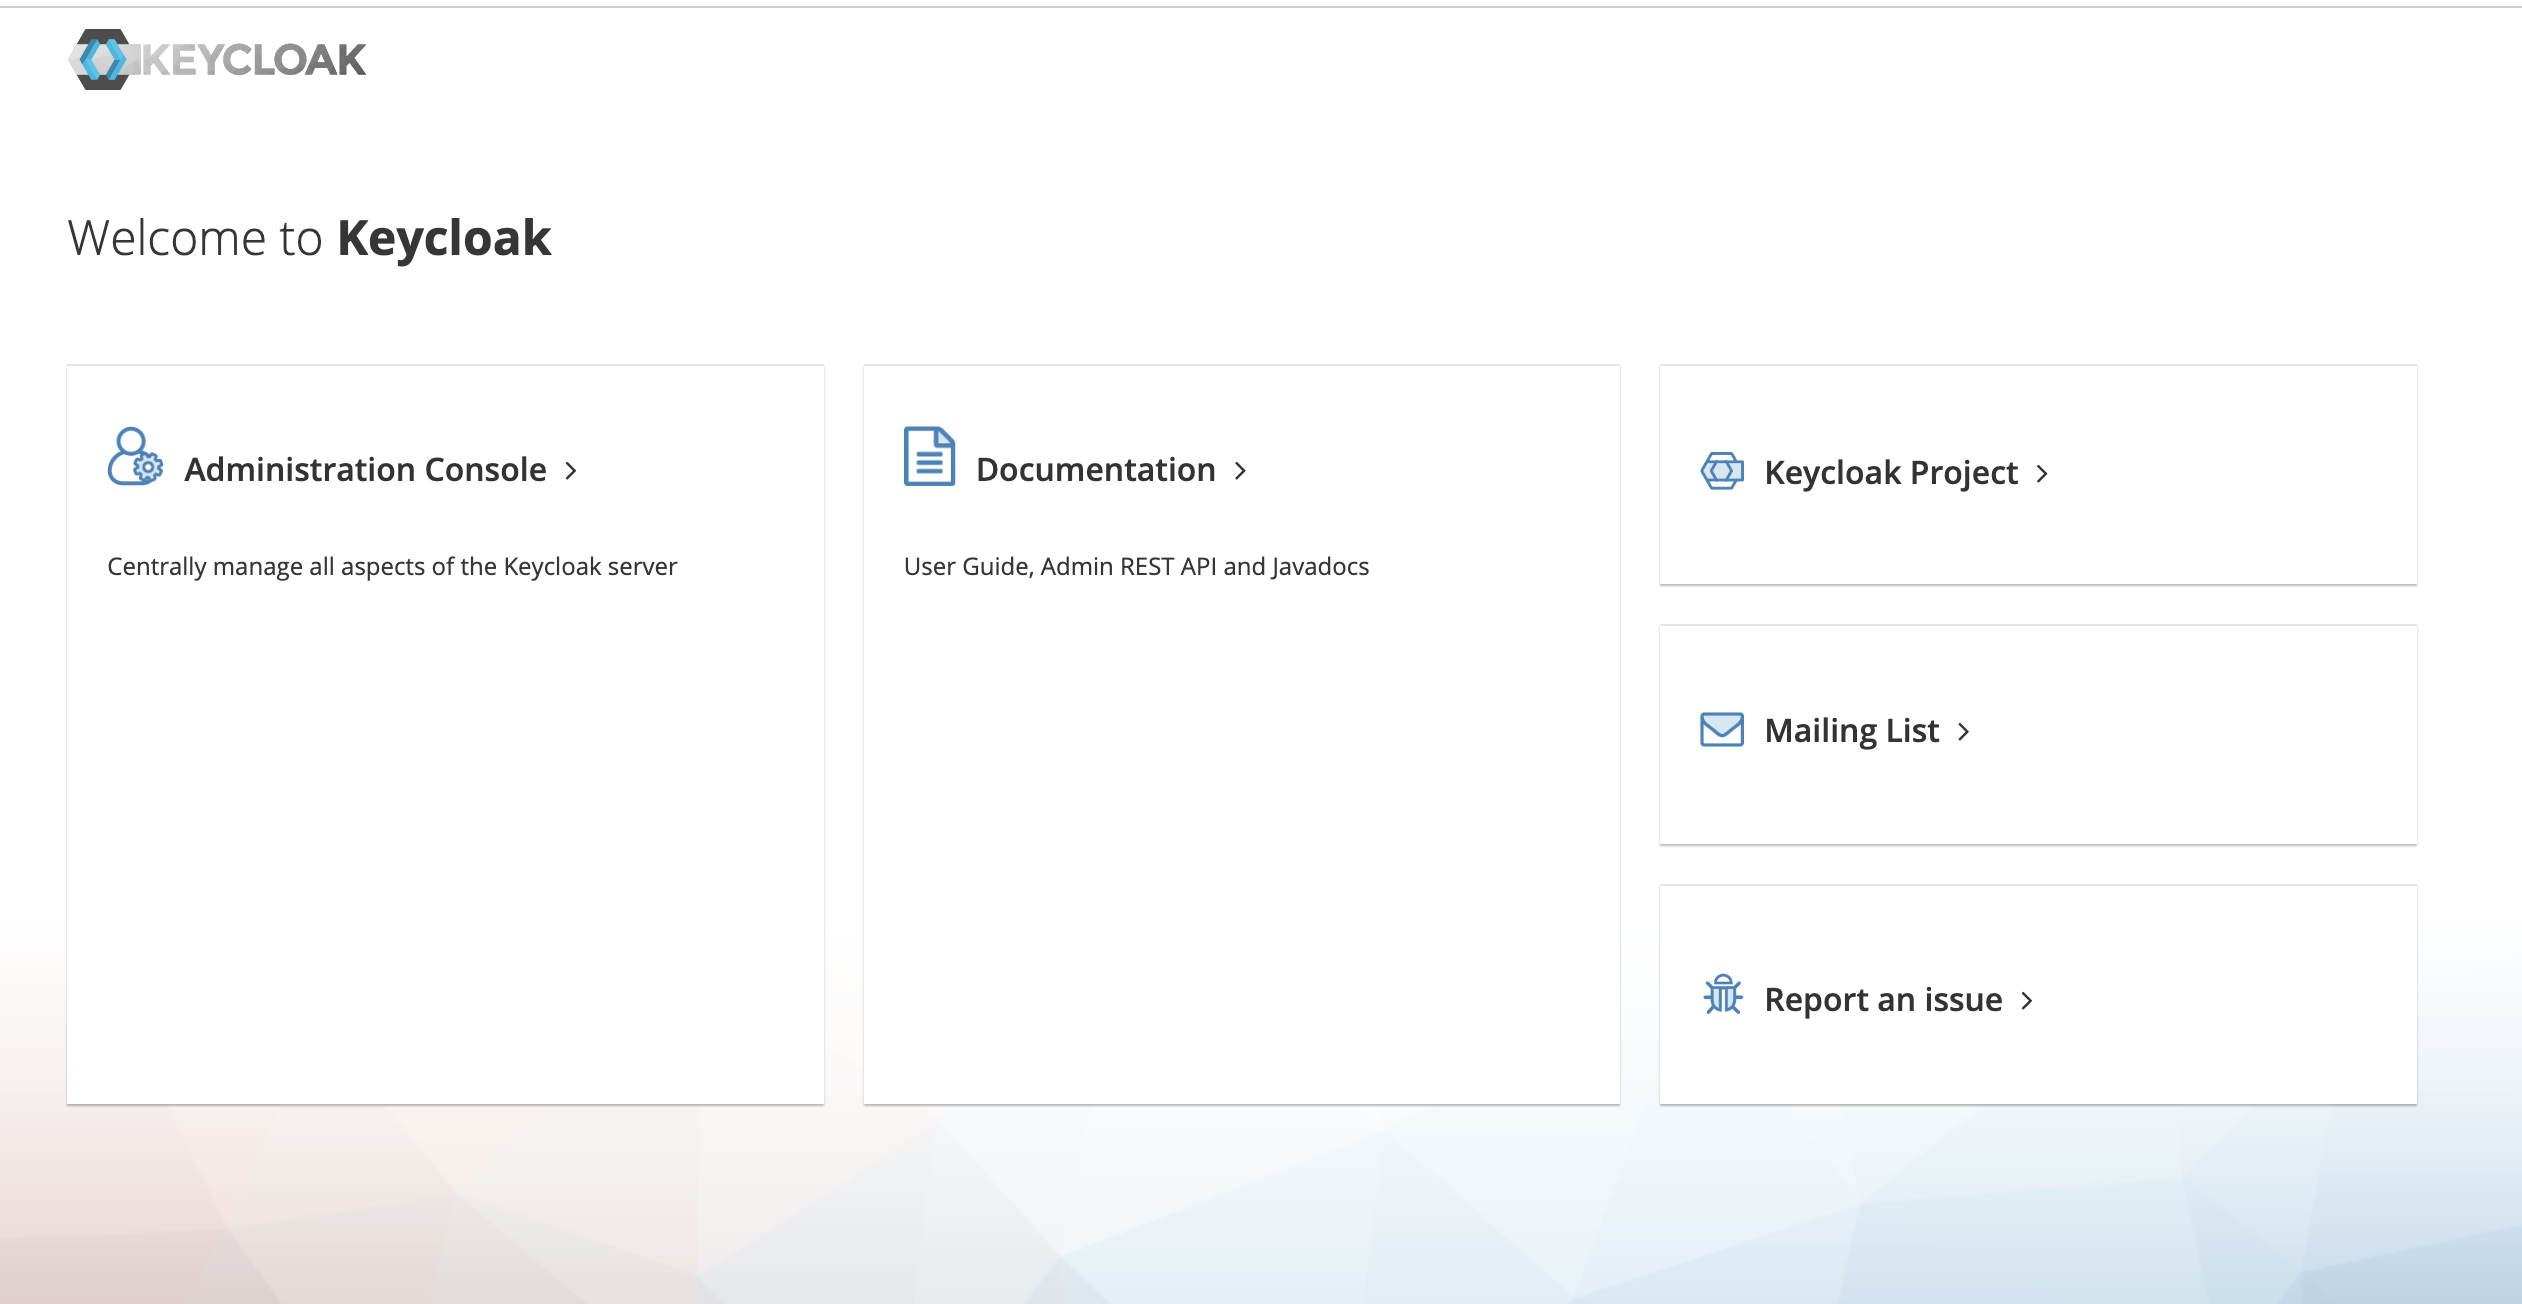 KEYCLOAK
Welcome to Keycloak
Administration Console
Centrally manage all aspects of the Keycloak server
Documentation
User Guide, Admin REST API and Javadocs
Keycloak Project
Mailing List
Report an issue